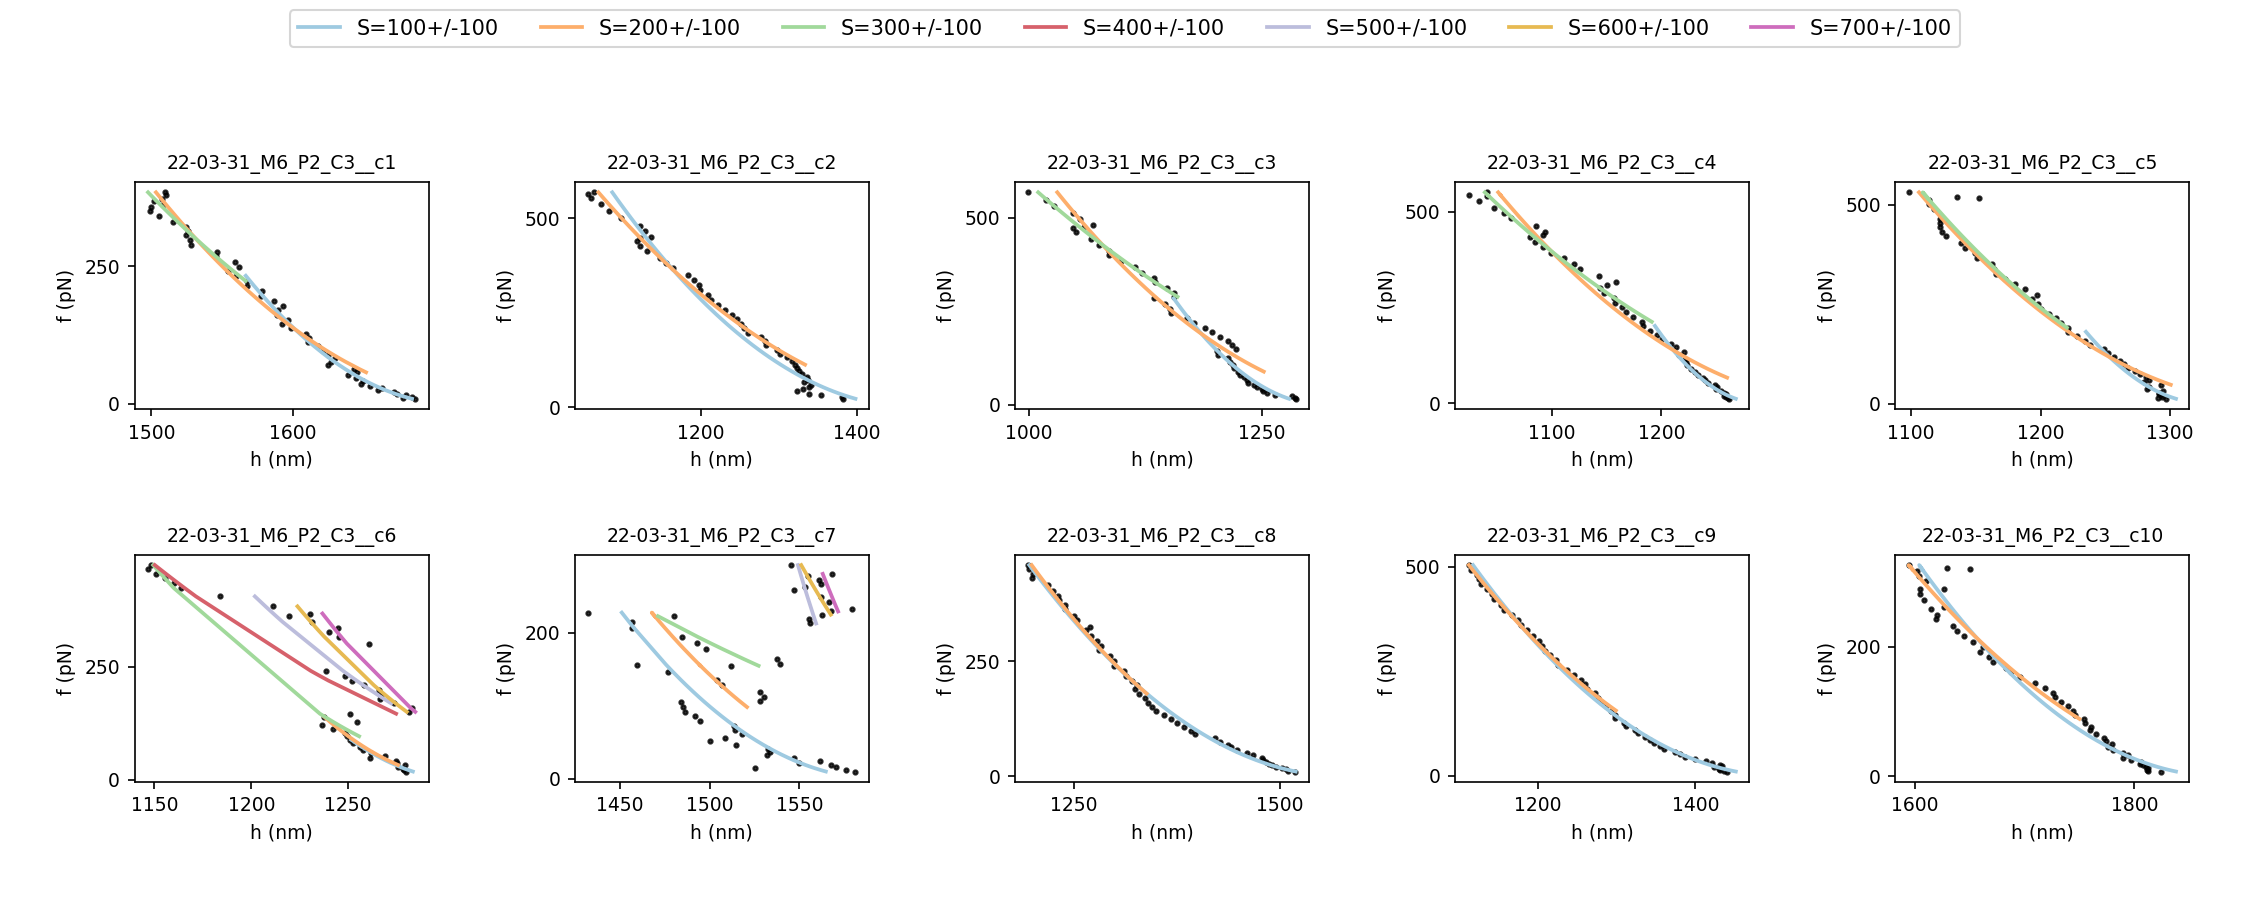 S=100+/-100 S=200+/-100 S=300+/-100 S=400+/-100 S=500+/-100 S=600+/-100 S=700+/-100
22-03-31_M6_P2_C3__c1 22-03-31_M6_P2_C3__c2 22-03-31_M6_P2_C3__c3 22-03-31_M6_P2_C3__c4 22-03-31_M6_P2_C3__c5
f (pN) f (pN) f (pN) f (pN) f (pN)
250 500 500 500 500
0 0 0 0 0
1500 1600 1200 1400 1000 1250 1100 1200 1100 1200 1300
h (nm) h (nm) h (nm) h (nm) h (nm)
22-03-31_M6_P2_C3__c6 22-03-31_M6_P2_C3__c7 22-03-31_M6_P2_C3__c8 22-03-31_M6_P2_C3__c9 22-03-31_M6_P2_C3__c10
f (pN) f (pN) f (pN) f (pN) f (pN)
250 200 250 500 200
0 0 0 0 0
1150 1200 1250 1450 1500 1550 1250 1500 1200 1400 1600 1800
h (nm) h (nm) h (nm) h (nm) h (nm)